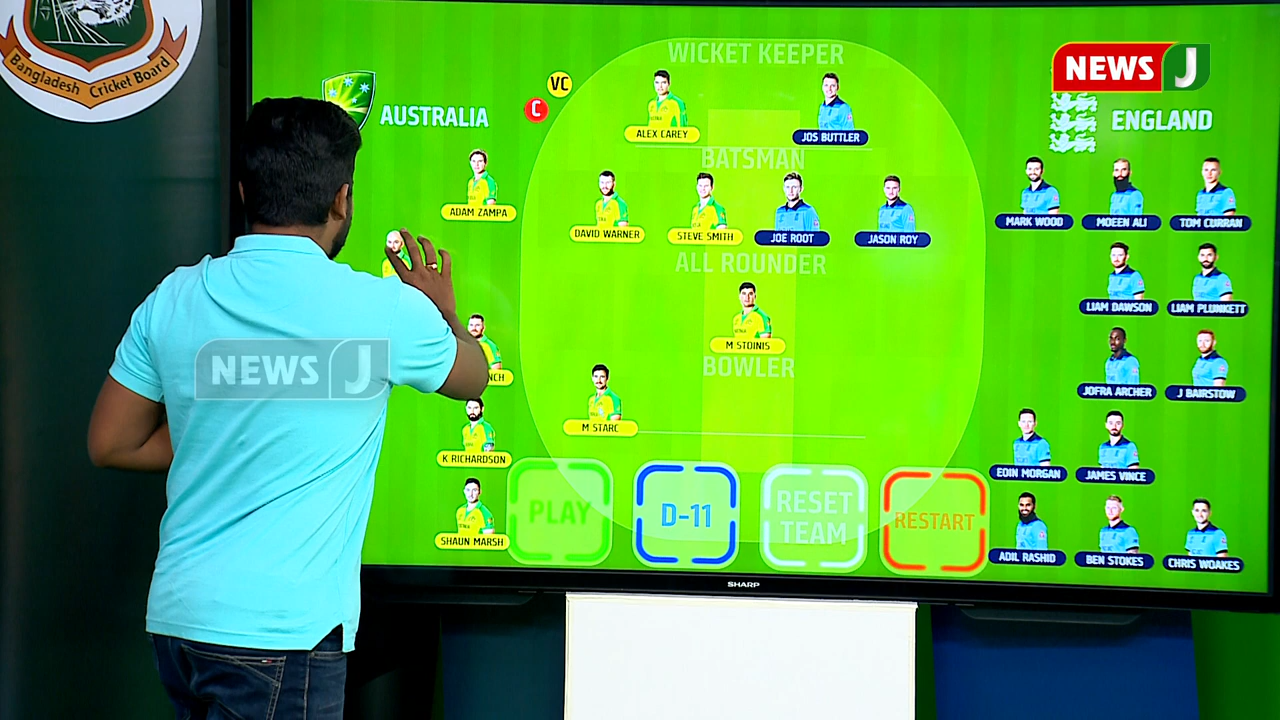 Bangladesh Cricket Board
NEWS J
WICKET KEEPER
VC
C
AUSTRALIA
ENGLAND
ALEX CAREY
JOS BUTTLER
BATSMAN
ADAM ZAMPA
DAVID WARNER
STEVE SMITH
JOE ROOT
JASON ROY
MARK WOOD
MOEEN ALI
TOM CURRAN
ALL ROUNDER
LIAM DAWSON
LIAM PLUNKETT
M STOINIS
BOWLER
NEWS J
NCH
JOFRA ARCHER
J BAIRSTOW
M STARC
K RICHARDSON
EOIN MORGAN
JAMES VINCE
PLAY
D-11
RESET
TEAM
RESTART
SHAUN MARSH
ADIL RASHID
BEN STOKES
CHRIS WOAKES
SHARP